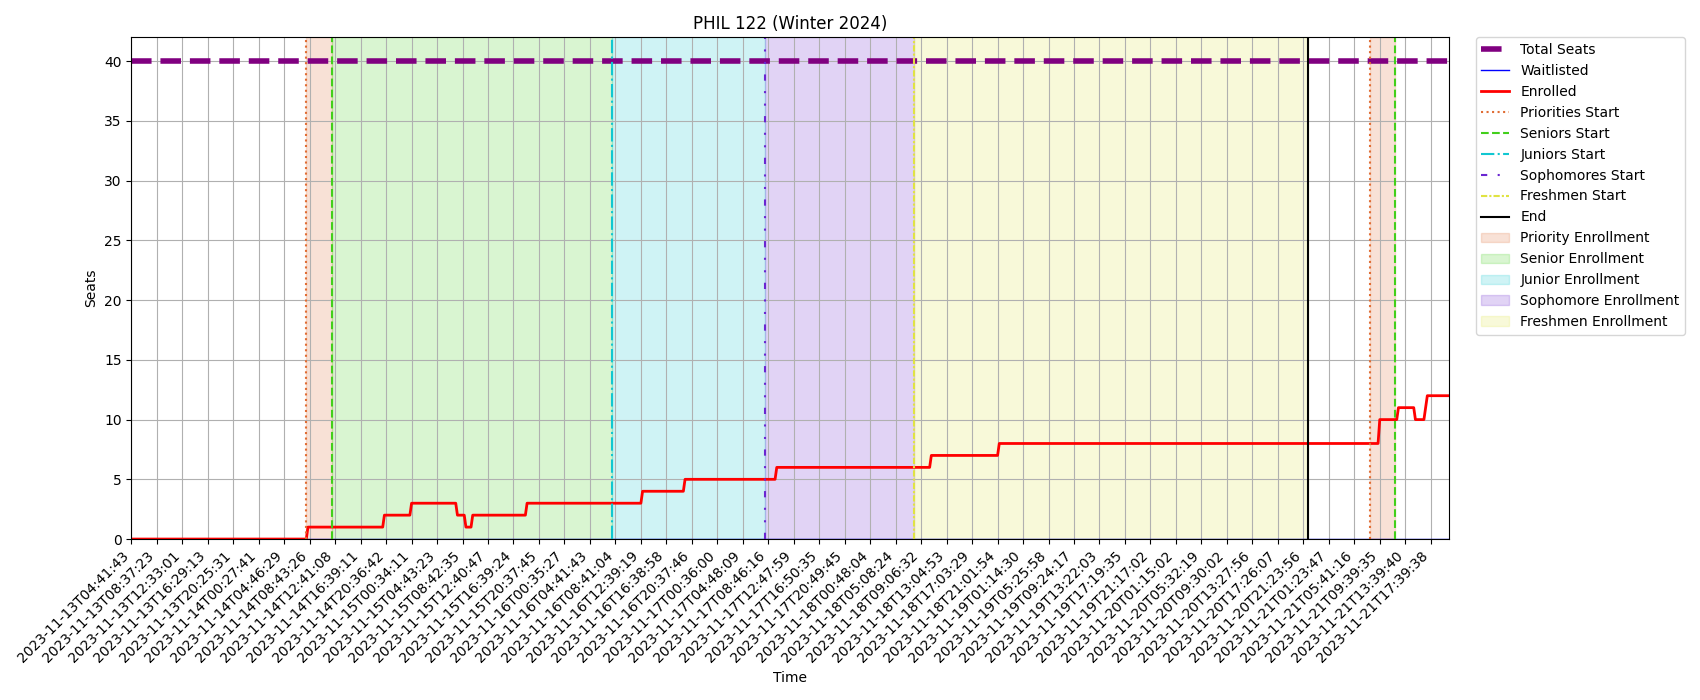 PHIL 122 (Winter 2024)
Seats
40
35
30
25
20
15
10
5
0
2023-11-13T04:41:43
2023-11-13T08:37:23
2023-11-13T12:33:01
2023-11-13T16:29:13
2023-11-13T20:25:31
2023-11-14T00:27:41
2023-11-14T04:46:29
2023-11-14T08:43:26
2023-11-14T12:41:08
2023-11-14T16:39:11
2023-11-14T20:36:42
2023-11-15T00:34:11
2023-11-15T04:43:23
2023-11-15T08:42:35
2023-11-15T12:40:47
2023-11-15T16:39:24
2023-11-15T20:37:45
2023-11-16T00:35:27
2023-11-16T04:41:43
2023-11-16T08:41:04
2023-11-16T12:39:19
2023-11-16T16:38:58
2023-11-16T20:37:46
2023-11-17T00:36:00
2023-11-17T04:48:09
2023-11-17T08:46:16
2023-11-17T12:47:59
2023-11-17T16:50:35
2023-11-17T20:49:45
2023-11-18T00:48:04
2023-11-18T05:08:24
2023-11-18T09:06:32
2023-11-18T13:04:53
2023-11-18T17:03:29
2023-11-18T21:01:54
2023-11-19T01:14:30
2023-11-19T05:25:58
2023-11-19T09:24:17
2023-11-19T13:22:03
2023-11-19T17:19:35
2023-11-19T21:17:02
2023-11-20T01:15:02
2023-11-20T05:32:19
2023-11-20T09:30:02
2023-11-20T13:27:56
2023-11-20T17:26:07
2023-11-20T21:23:56
2023-11-21T01:23:47
2023-11-21T05:41:16
2023-11-21T09:39:35
2023-11-21T13:39:40
2023-11-21T17:39:38
Time
Total Seats
Waitlisted
Enrolled
Priorities Start
Seniors Start
Juniors Start
Sophomores Start
Freshmen Start
End
Priority Enrollment
Senior Enrollment
Junior Enrollment
Sophomore Enrollment
Freshmen Enrollment